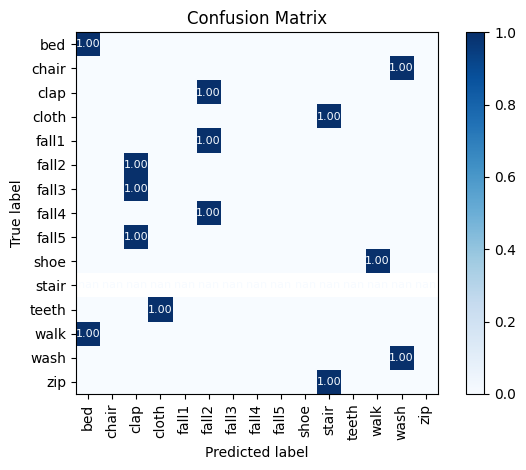 Confusion Matrix
True label
bed 1.00
chair 1.00
clap 1.00
cloth 1.00
fall1 1.00
fall2 1.00
fall3 1.00
fall4 1.00
fall5 1.00
shoe 1.00
stair
teeth 1.00
walk 1.00
wash 1.00
zip 1.00
bed chair clap cloth fall1 fall2 fall3 fall4 fall5 shoe stair teeth walk wash zip
Predicted label
1.0
0.8
0.6
0.4
0.2
0.0